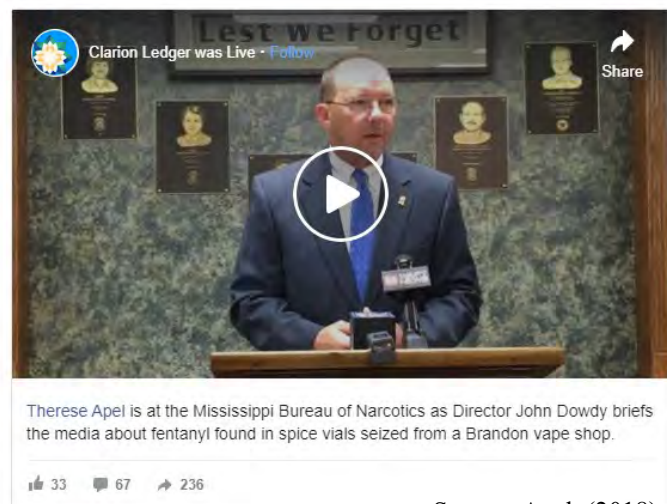 Lest We Forget
Clarion Ledger was Live · Follow
Share
Therese Apel is at the Mississippi Bureau of Narcotics as Director John Dowdy briefs
the media about fentanyl found in spice vials seized from a Brandon vape shop.
33 67 236